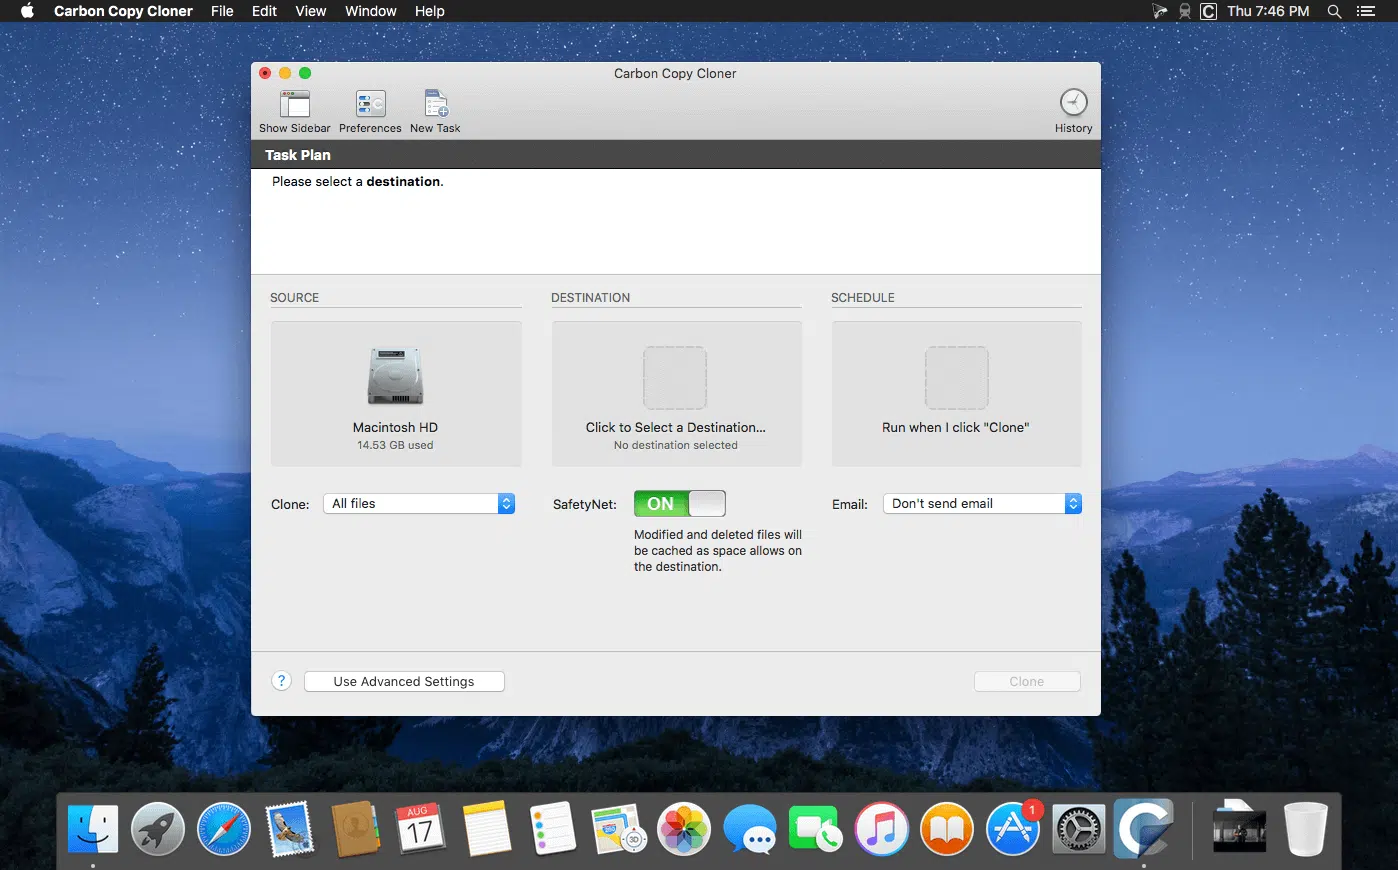 Carbon Copy Cloner File Edit View Window Help C Thu 7:46 PM
Carbon Copy Cloner
Show Sidebar Preferences New Task History
Task Plan
Please select a destination.
SOURCE DESTINATION SCHEDULE
Macintosh HD Click to Select a Destination... Run when I click "Clone"
14.53 GB used No destination selected
Clone: All files SafetyNet: ON Email: Don't send email
Modified and deleted files will
be cached as space allows on
the destination.
? Use Advanced Settings Clone
AUG
17
280
3D
1